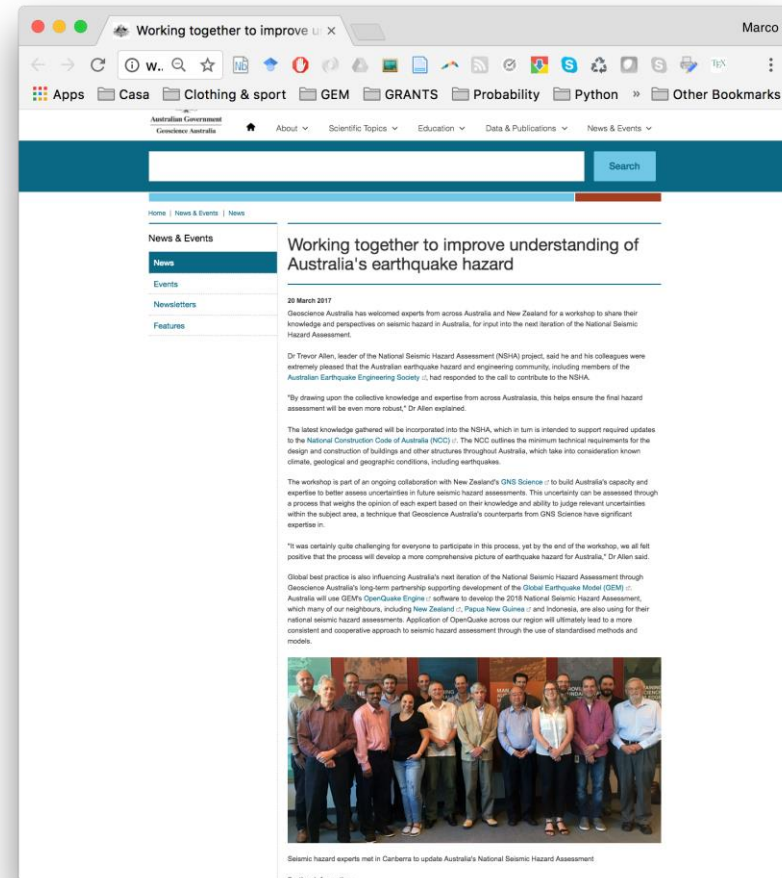 Working together to improve u
Marco
w..
Apps
Casa
Clothing & sport
GEM
GRANTS
Probability
Python
»
Other Bookmarks
Australian Government
Geoscience Australia
About
Scientific Topics
Education
Data & Publications
News & Events
Search
Home | News & Events | News
News & Events
News
Events
Newsletters
Features
Working together to improve understanding of
Australia's earthquake hazard
20 March 2017
Geoscience Australia has welcomed experts from across Australia and New Zealand for a workshop to share their
knowledge and perspectives on seismic hazard in Australia, for input into the next iteration of the National Seismic
Hazard Assessment.
Dr Trevor Allen, leader of the National Seismic Hazard Assessment (NSHA) project, said he and his colleagues were
extremely pleased that the Australian earthquake hazard and engineering community, including members of the
Australian Earthquake Engineering Society, had responded to the call to contribute to the NSHA.
"By drawing upon the collective knowledge and expertise from across Australasia, this helps ensure the final hazard
assessment will be even more robust," Dr Allen explained.
The latest knowledge gathered will be incorporated into the NSHA, which in turn is intended to support required updates
to the National Construction Code of Australia (NCC). The NCC outlines the minimum technical requirements for the
design and construction of buildings and other structures throughout Australia, which take into consideration known
climate, geological and geographic conditions, including earthquakes.
The workshop is part of an ongoing collaboration with New Zealand's GNS Science to build Australia's capacity and
expertise to better assess uncertainties in future seismic hazard assessments. This uncertainty can be assessed through
a process that weighs the opinion of each expert based on their knowledge and ability to judge relevant uncertainties
within the subject area, a technique that Geoscience Australia's counterparts from GNS Science have significant
expertise in.
"It was certainly quite challenging for everyone to participate in this process, yet by the end of the workshop, we all felt
positive that the process will develop a more comprehensive picture of earthquake hazard for Australia," Dr Allen said.
Global best practice is also influencing Australia's next iteration of the National Seismic Hazard Assessment through
Geoscience Australia's long-term partnership supporting development of the Global Earthquake Model (GEM).
Australia will use GEM's OpenQuake Engine software to develop the 2018 National Seismic Hazard Assessment,
which many of our neighbours, including New Zealand, Papua New Guinea and Indonesia, are also using for their
national seismic hazard assessments. Application of OpenQuake across our region will ultimately lead to a more
consistent and cooperative approach to seismic hazard assessment through the use of standardised methods and
models.
Seismic hazard experts met in Canberra to update Australia's National Seismic Hazard Assessment